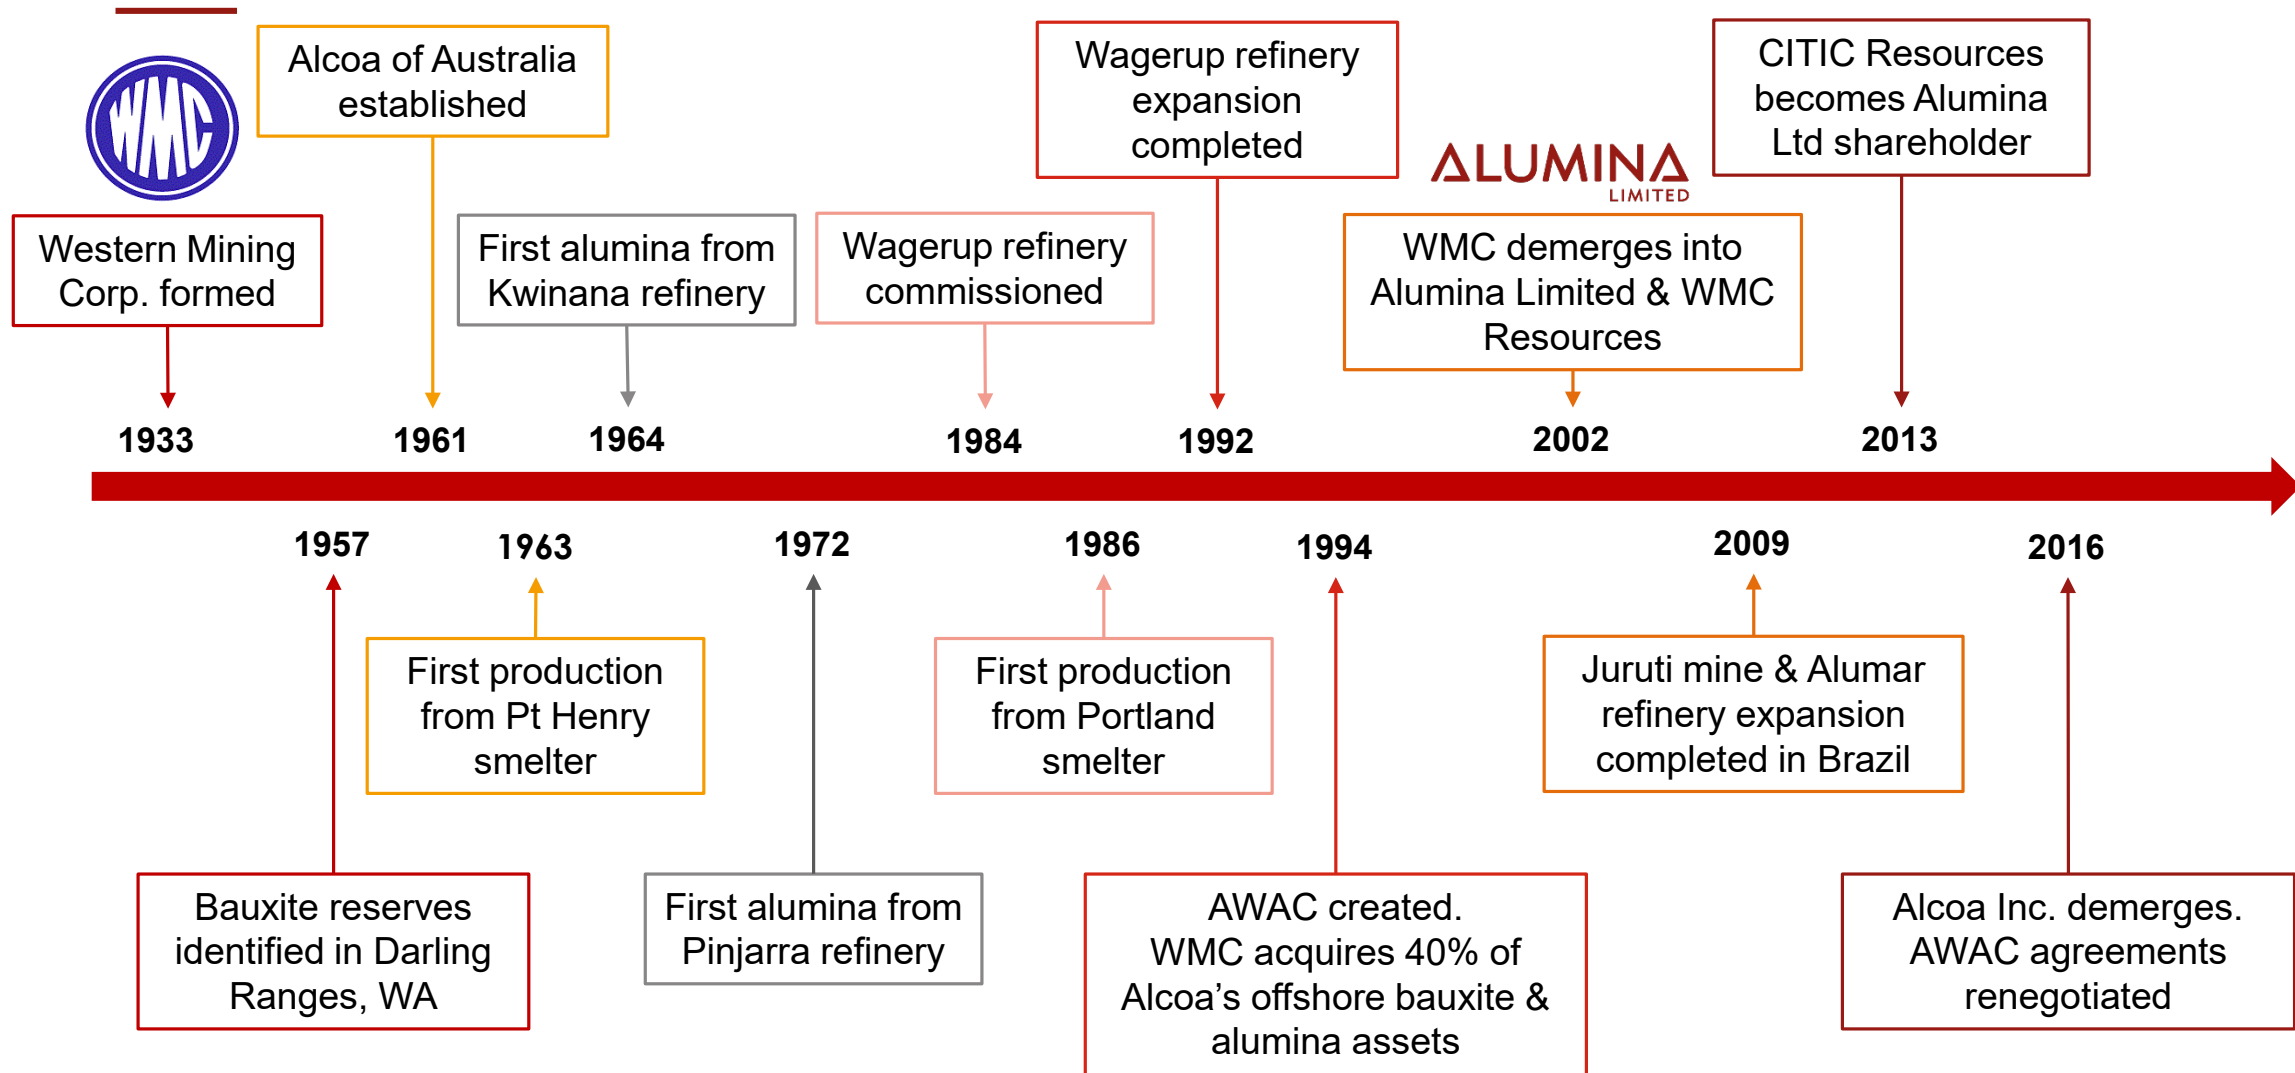 WMC
Western Mining
Corp. formed
1933
Bauxite reserves
identified in Darling
Ranges, WA
1957
Alcoa of Australia
established
1961
First production
from Pt Henry
smelter
1963
First alumina from
Kwinana refinery
1964
First alumina from
Pinjarra refinery
1972
Wagerup refinery
commissioned
1984
First production
from Portland
smelter
1986
Wagerup refinery
expansion
completed
1992
AWAC created.
WMC acquires 40% of
Alcoa’s offshore bauxite &
alumina assets
1994
ALUMINA
LIMITED
WMC demerges into
Alumina Limited & WMC
Resources
2002
Juruti mine & Alumar
refinery expansion
completed in Brazil
2009
CITIC Resources
becomes Alumina
Ltd shareholder
2013
Alcoa Inc. demerges.
AWAC agreements
renegotiated
2016